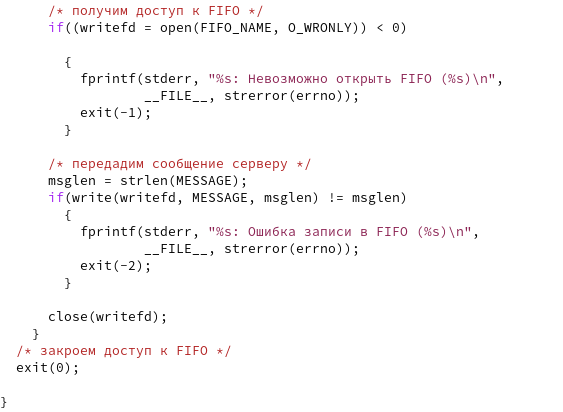 /* получим доступ к FIFO */
if((writefd = open(FIFO_NAME, O_WRONLY)) < 0)
{
fprintf(stderr, "%s: Невозможно открыть FIFO (%s)\n",
__FILE__, strerror(errno));
exit(-1);
}
/* передадим сообщение серверу */
msglen = strlen(MESSAGE);
if(write(writefd, MESSAGE, msglen) != msglen)
{
fprintf(stderr, "%s: Ошибка записи в FIFO (%s)\n",
__FILE__, strerror(errno));
exit(-2);
}
close(writefd);
}
/* закроем доступ к FIFO */
exit(0);
}